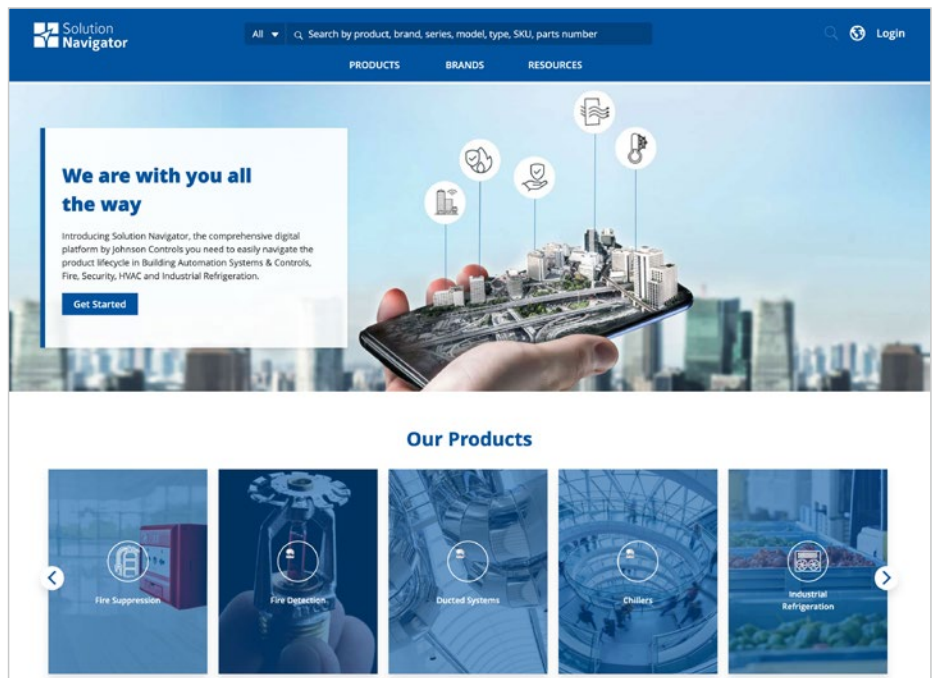 Solution
Navigator
All
Search by product, brand, series, model, type, SKU, parts number
Login
PRODUCTS
BRANDS
RESOURCES
We are with you all
the way
Introducing Solution Navigator, the comprehensive digital
platform by Johnson Controls you need to easily navigate the
product lifecycle in Building Automation Systems & Controls,
Fire, Security, HVAC and Industrial Refrigeration.
Get Started
Our Products
Fire Suppression
Fire Detection
Ducted Systems
Chillers
Industrial
Refrigeration